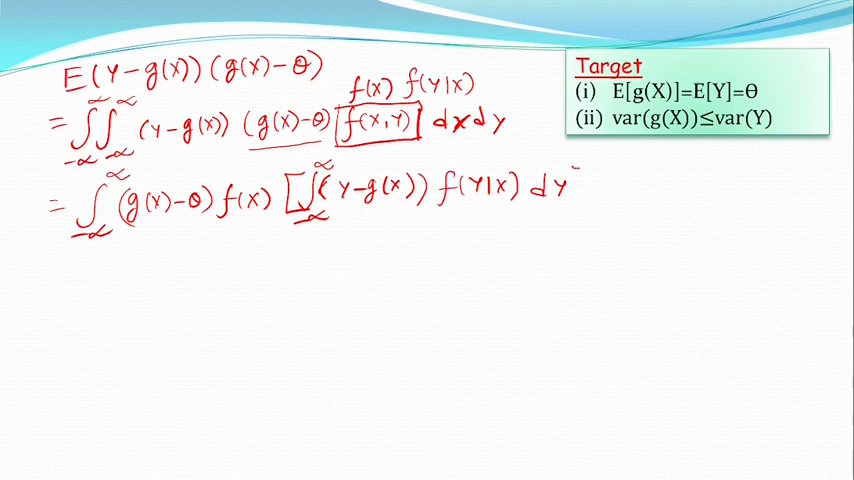 E(Y-g(X))(g(X)-θ)
f(X) f(Y|X)
= ∫_{-∞}^{∞} ∫_{-∞}^{∞} (Y-g(X)) (g(X)-θ) f(X,Y) dX dY
= ∫_{-∞}^{∞} (g(X)-θ) f(X) [∫_{-∞}^{∞} (Y-g(X)) f(Y|X) dY
Target
(i) E[g(X)]=E[Y]=θ
(ii) var(g(X))≤var(Y)